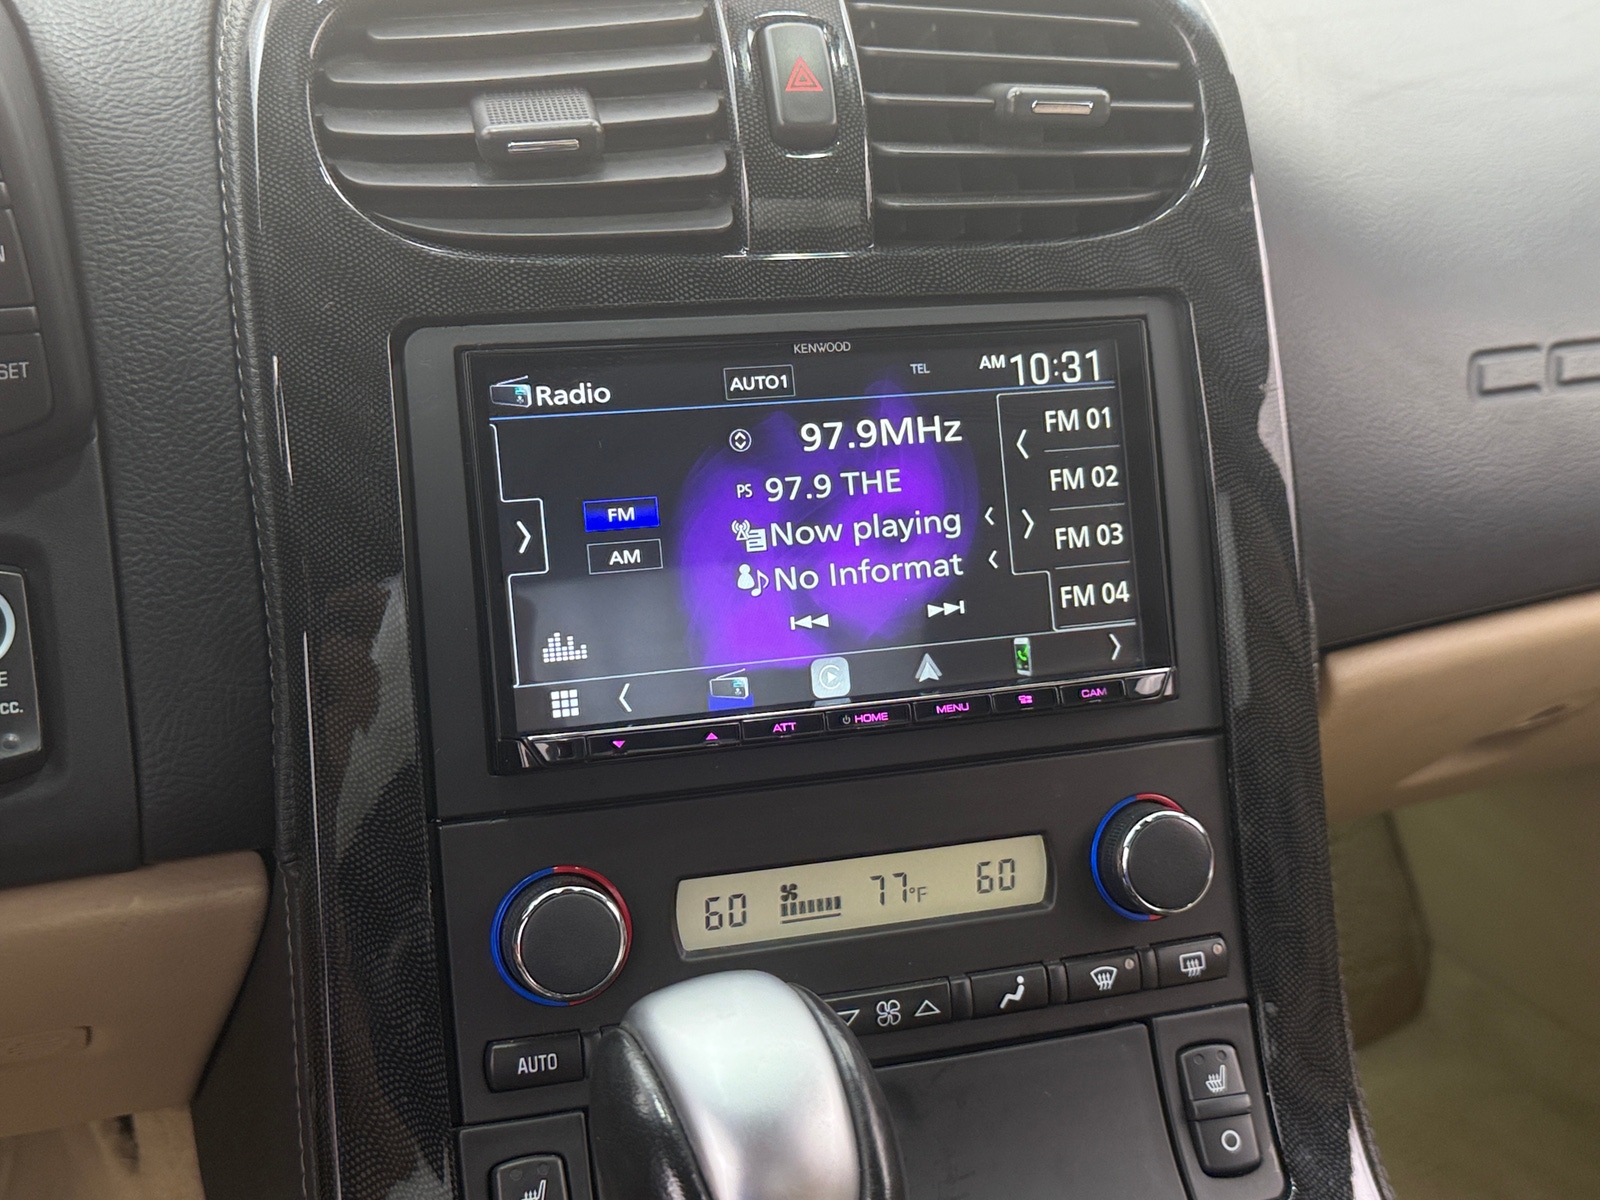 KENWOOD
Radio
AUTO1
TEL
AM 10:31
97.9MHz
PS 97.9 THE
Now playing
No Informat
FM
AM
FM 01
FM 02
FM 03
FM 04
ATT
HOME
MENU
CAM
60
77°F
60
AUTO
SET
CC.